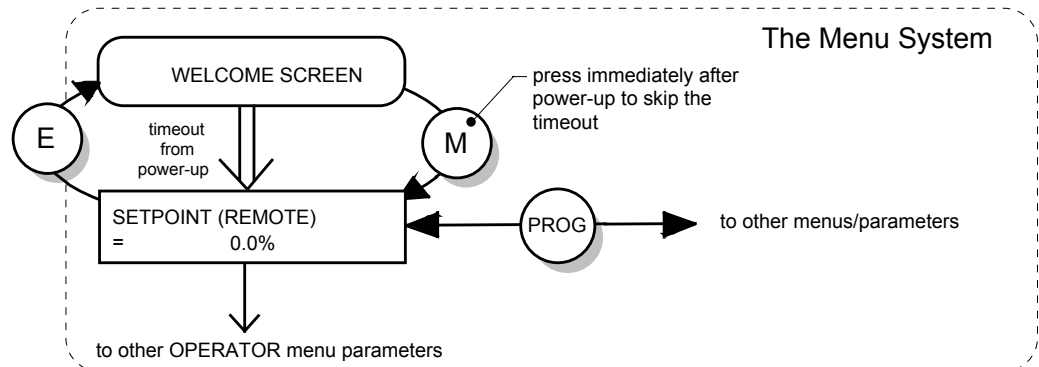 The Menu System
WELCOME SCREEN
press immediately after
power-up to skip the
timeout
E
timeout
from
power-up
M
SETPOINT (REMOTE)
= 0.0%
PROG
to other menus/parameters
to other OPERATOR menu parameters